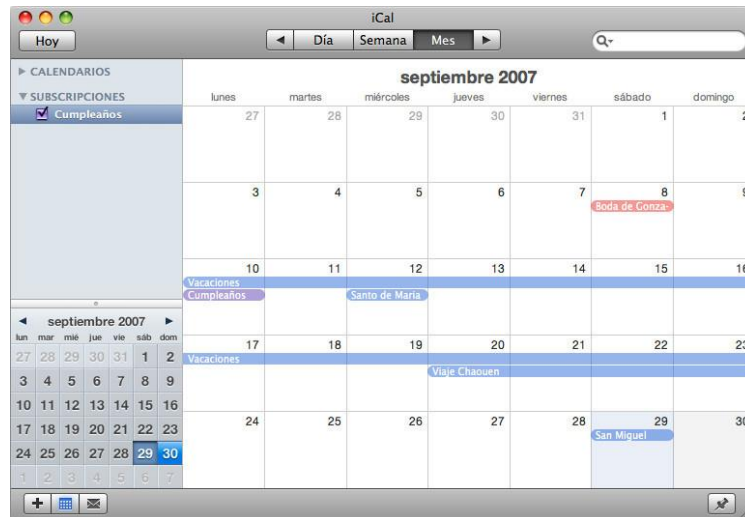 iCal
Hoy
◀ Día Semana Mes ▶
▶ CALENDARIOS
▼ SUBSCRIPCIONES
Cumpleaños
septiembre 2007
lunes martes miércoles jueves viernes sábado domingo
27 28 29 30 31 1 2
3 4 5 6 7 8 9
Boda de Gonza-
10 11 12 13 14 15 16
Vacaciones
Cumpleaños Santo de Maria
17 18 19 20 21 22 23
Vacaciones
Viaje Chaouen
24 25 26 27 28 29 30
San Miguel
◀ septiembre 2007 ▶
lun mar mié jue vie sáb dom
27 28 29 30 31 1 2
3 4 5 6 7 8 9
10 11 12 13 14 15 16
17 18 19 20 21 22 23
24 25 26 27 28 29 30
1 2 3 4 5 6 7